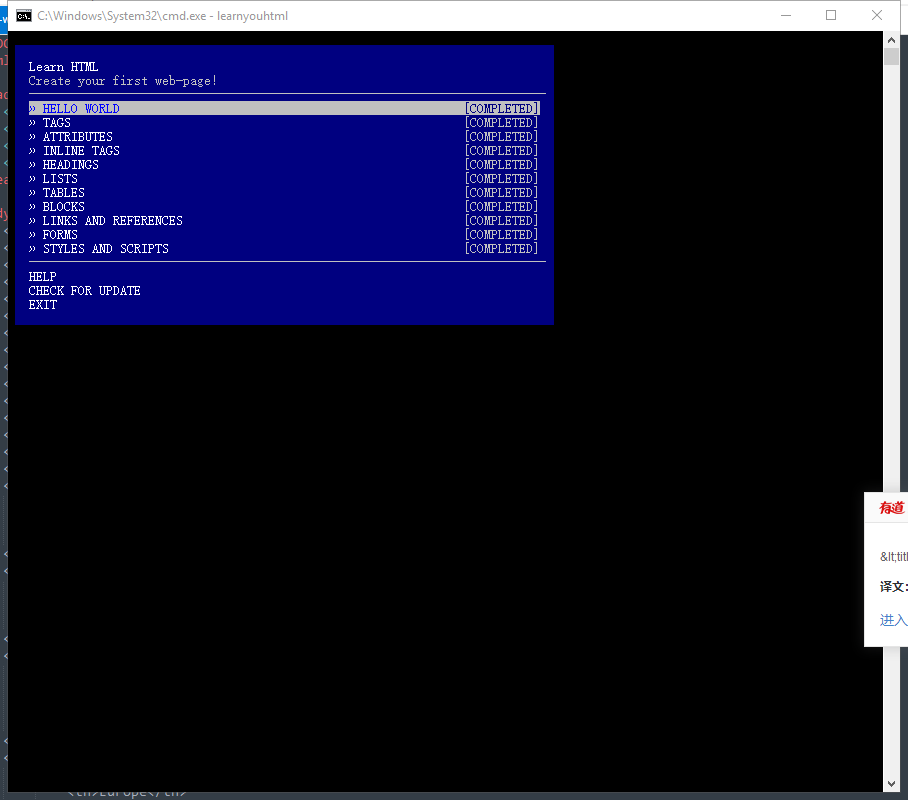 C:\Windows\System32\cmd.exe - learnyouhtml
Learn HTML
Create your first web-page!
» HELLO WORLD [COMPLETED]
» TAGS [COMPLETED]
» ATTRIBUTES [COMPLETED]
» INLINE TAGS [COMPLETED]
» HEADINGS [COMPLETED]
» LISTS [COMPLETED]
» TABLES [COMPLETED]
» BLOCKS [COMPLETED]
» LINKS AND REFERENCES [COMPLETED]
» FORMS [COMPLETED]
» STYLES AND SCRIPTS [COMPLETED]
HELP
CHECK FOR UPDATE
EXIT
有道
&lt;titl
译文:
进入
<th>Europe</th>